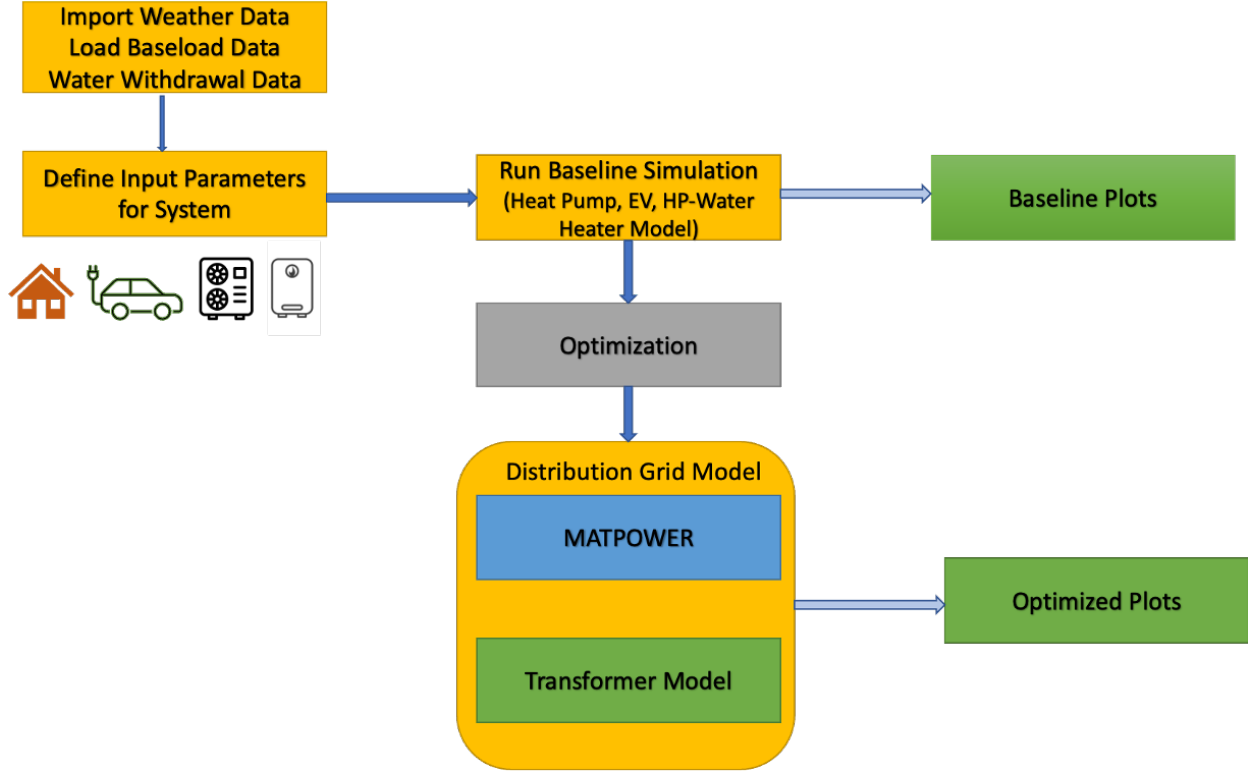 Import Weather Data
Load Baseload Data
Water Withdrawal Data
Define Input Parameters
for System
Run Baseline Simulation
(Heat Pump, EV, HP-Water
Heater Model)
Baseline Plots
Optimization
Distribution Grid Model
MATPOWER
Transformer Model
Optimized Plots